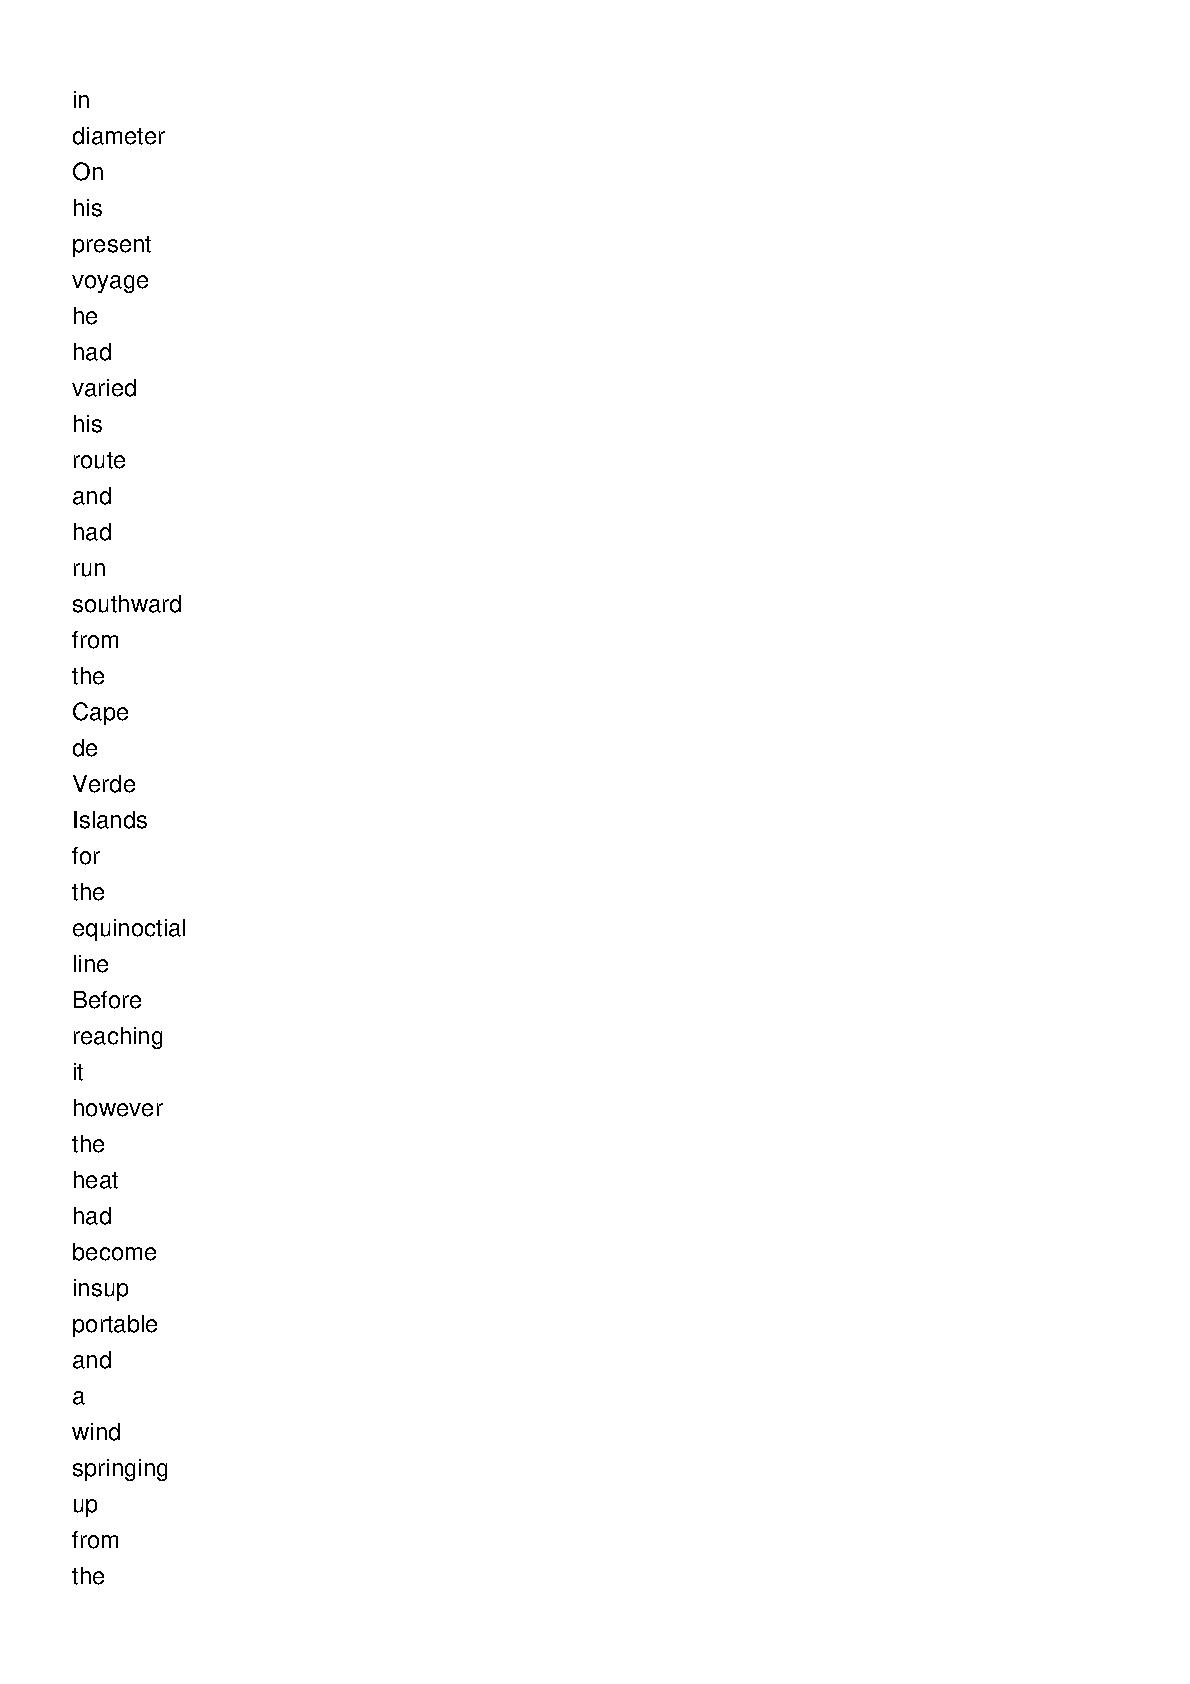 in
diameter
On
his
present
voyage
he
had
varied
his
route
and
had
run
southward
from
the
Cape
de
Verde
Islands
for
the
equinoctial
line
Before
reaching
it
however
the
heat
had
become
insup
portable
and
a
wind
springing
up
from
the